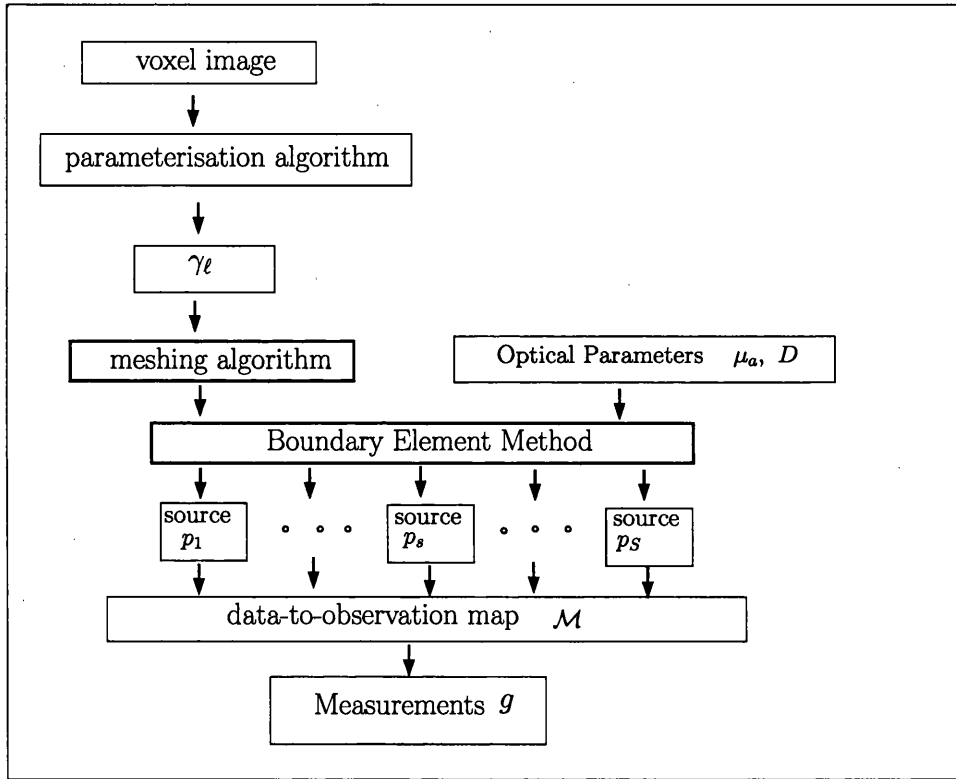 voxel image
parameterisation algorithm
γℓ
meshing algorithm
Optical Parameters μa, D
Boundary Element Method
source
p1
source
ps
source
pS
data-to-observation map M
Measurements g